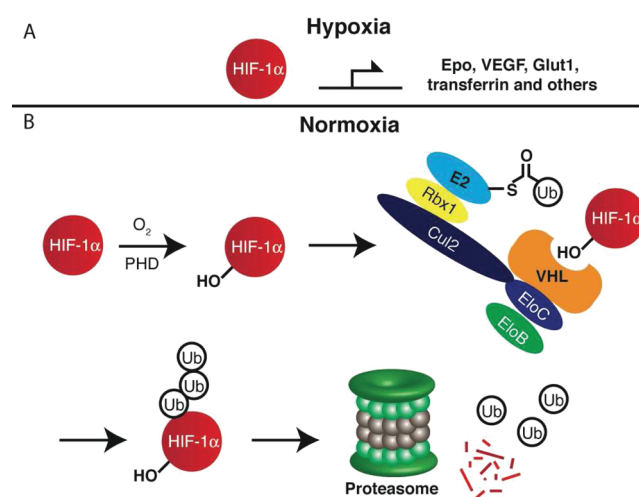 A
Hypoxia
HIF-1α
Epo, VEGF, Glut1,
transferrin and others
B
Normoxia
HIF-1α
O2
PHD
HIF-1α
HO
E2
S
O
Ub
Rbx1
Cul2
VHL
HO
HIF-1α
EloC
EloB
Ub
Ub
Ub
HIF-1α
HO
Proteasome
Ub
Ub
Ub